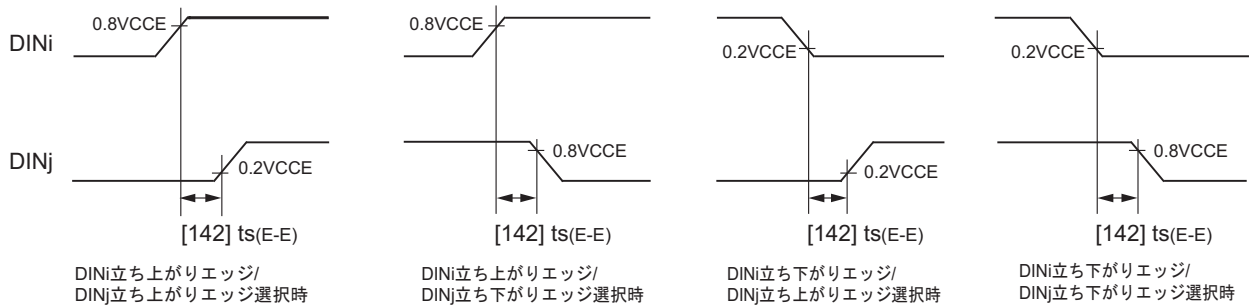 DINi
0.8VCCE
0.8VCCE
0.2VCCE
0.2VCCE
DINj
0.2VCCE
0.8VCCE
0.2VCCE
0.8VCCE
[142] ts(E-E)
[142] ts(E-E)
[142] ts(E-E)
[142] ts(E-E)
DINi立ち上がりエッジ/
DINj立ち上がりエッジ選択時
DINi立ち上がりエッジ/
DINj立ち下がりエッジ選択時
DINi立ち下がりエッジ/
DINj立ち上がりエッジ選択時
DINi立ち下がりエッジ/
DINj立ち下がりエッジ選択時